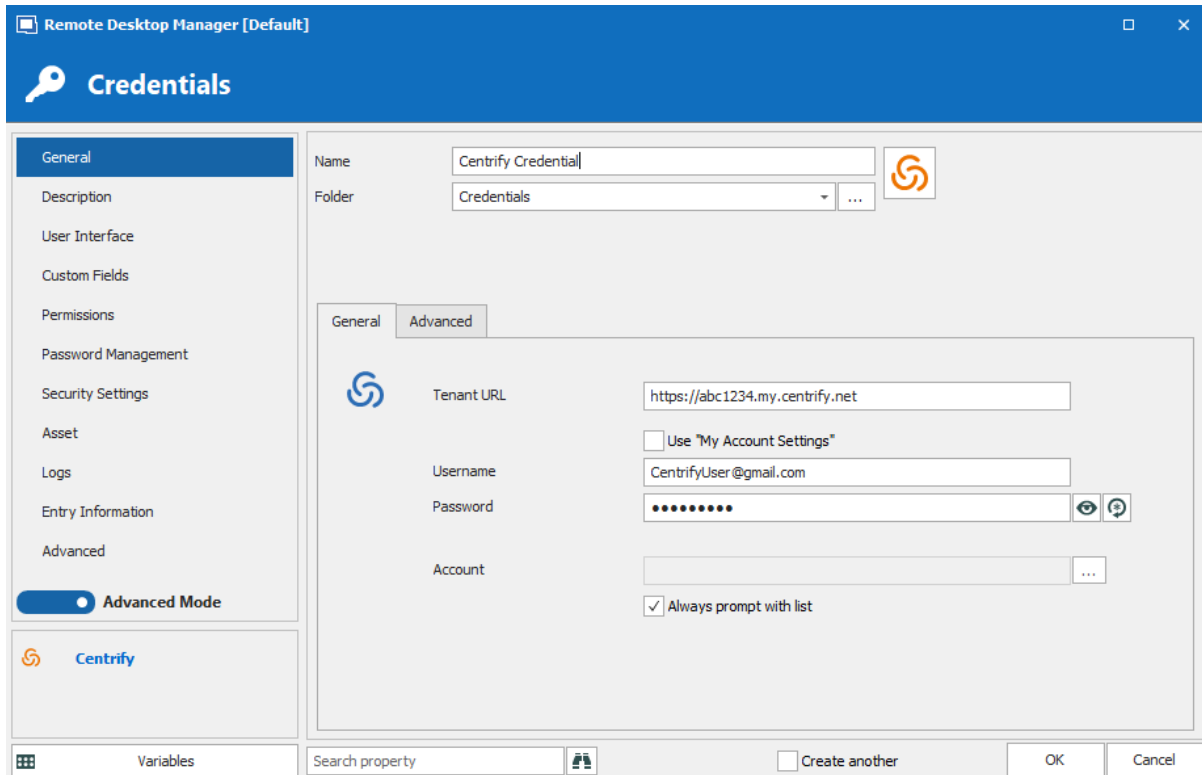 Remote Desktop Manager [Default]
Credentials
General
Description
User Interface
Custom Fields
Permissions
Password Management
Security Settings
Asset
Logs
Entry Information
Advanced
Advanced Mode
Centrify
Variables
Name
Centrify Credential
Folder
Credentials
...
General
Advanced
Tenant URL
https://abc1234.my.centrify.net
Use "My Account Settings"
Username
CentrifyUser@gmail.com
Password
•••••••••
Account
...
Always prompt with list
Search property
Create another
OK
Cancel